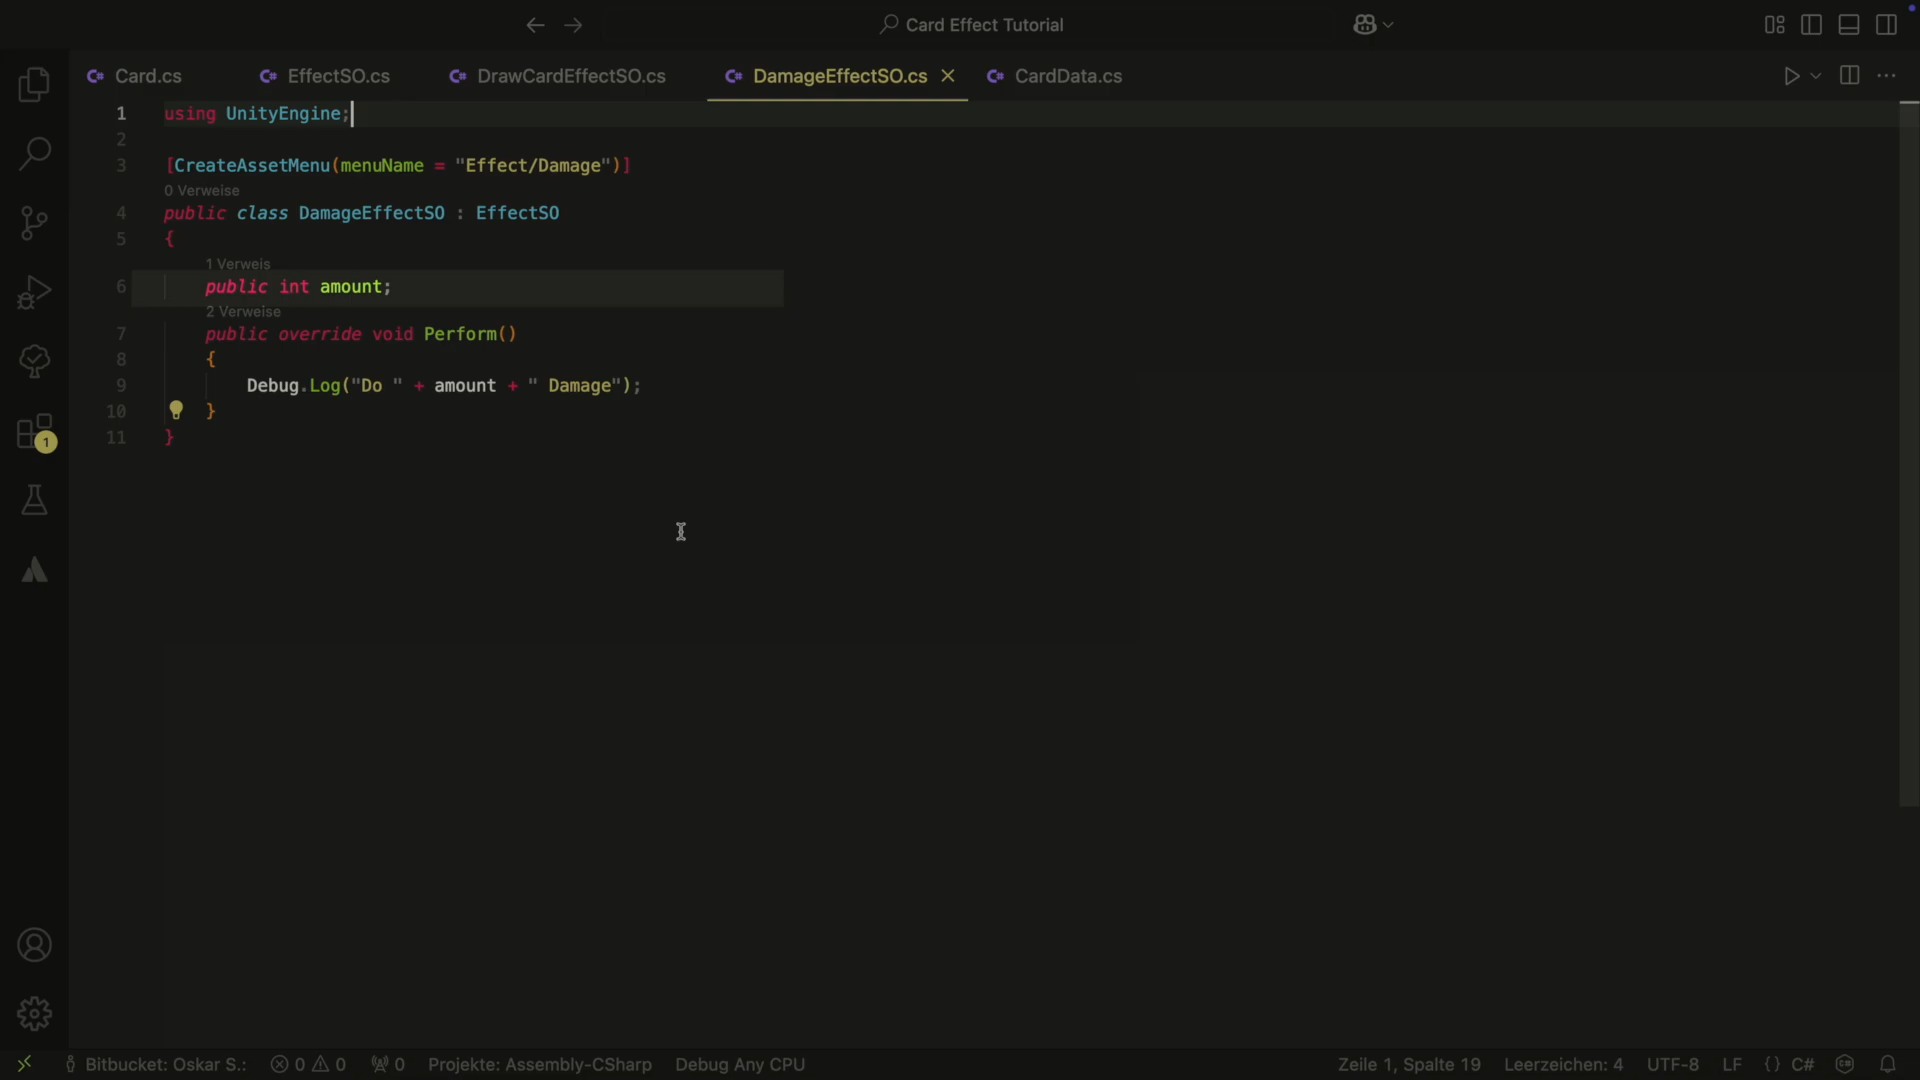 Card Effect Tutorial
Card.cs
EffectSO.cs
DrawCardEffectSO.cs
DamageEffectSO.cs
CardData.cs
1 using UnityEngine;
2
3 [CreateAssetMenu(menuName = "Effect/Damage")]
0 Verweise
4 public class DamageEffectSO : EffectSO
5 {
1 Verweis
6 public int amount;
2 Verweise
7 public override void Perform()
8 {
9 Debug.Log("Do " + amount + " Damage");
10 }
11 }
1
Bitbucket: Oskar S.: 0 0 0 Projekte: Assembly-CSharp Debug Any CPU Zeile 1, Spalte 19 Leerzeichen: 4 UTF-8 LF {} C#